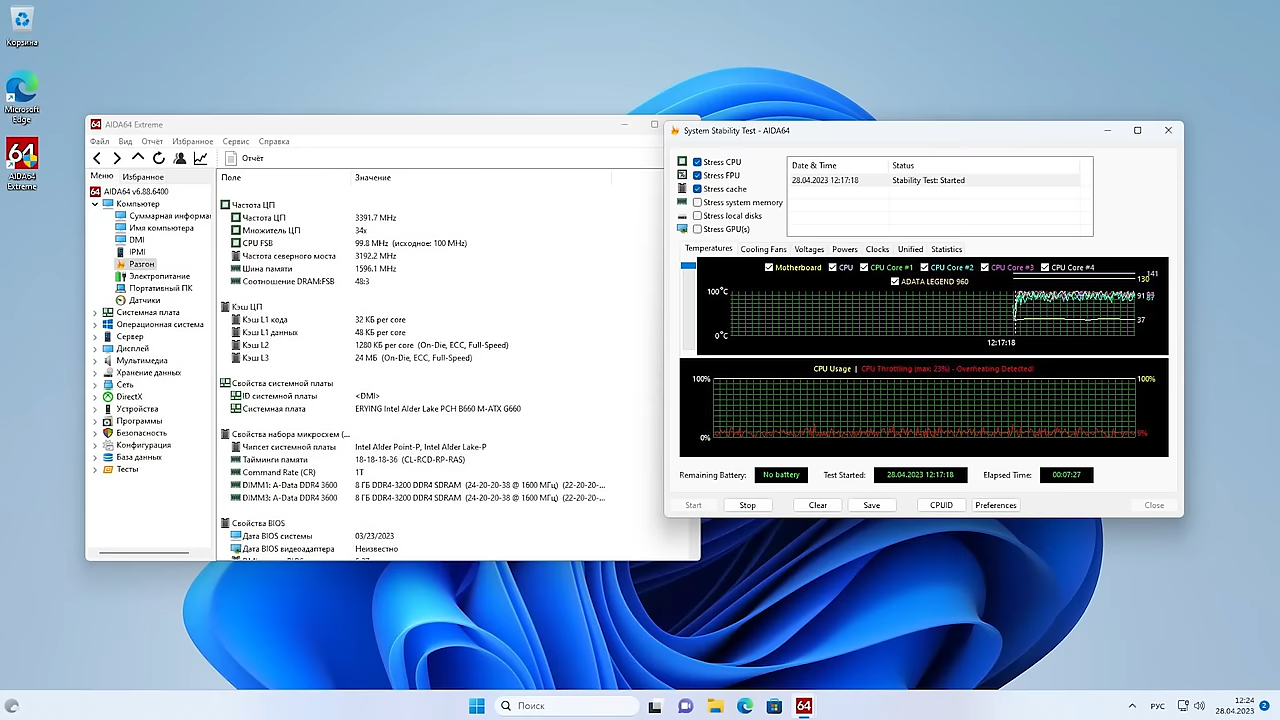 Корзина
Microsoft
Edge
AIDA64
Extreme
AIDA64 Extreme
Файл Вид Отчёт Избранное Сервис Справка
Отчёт
Меню Избранное
AIDA64 v6.88.6400
Компьютер
Суммарная информа
Имя компьютера
DMI
IPMI
Разгон
Электропитание
Портативный ПК
Датчики
Системная плата
Операционная система
Сервер
Дисплей
Мультимедиа
Хранение данных
Сеть
DirectX
Устройства
Программы
Безопасность
Конфигурация
База данных
Тесты
Поле Значение
Частота ЦП
Частота ЦП 3391.7 MHz
Множитель ЦП 34x
CPU FSB 99.8 MHz (исходное: 100 MHz)
Частота северного моста 3192.2 MHz
Шина памяти 1596.1 MHz
Соотношение DRAM:FSB 48:3
Кэш ЦП
Кэш L1 кода 32 КБ per core
Кэш L1 данных 48 КБ per core
Кэш L2 1280 КБ per core (On-Die, ECC, Full-Speed)
Кэш L3 24 МБ (On-Die, ECC, Full-Speed)
Свойства системной платы
ID системной платы <DMI>
Системная плата ERYING Intel Alder Lake PCH B660 M-ATX G660
Свойства набора микросхем (...
Чипсет системной платы Intel Alder Point-P, Intel Alder Lake-P
Тайминги памяти 18-18-18-36 (CL-RCD-RP-RAS)
Command Rate (CR) 1T
DIMM1: A-Data DDR4 3600 8 ГБ DDR4-3200 DDR4 SDRAM (24-20-20-38 @ 1600 МГц) (22-20-20-...
DIMM3: A-Data DDR4 3600 8 ГБ DDR4-3200 DDR4 SDRAM (24-20-20-38 @ 1600 МГц) (22-20-20-...
Свойства BIOS
Дата BIOS системы 03/23/2023
Дата BIOS видеоадаптера Неизвестно
System Stability Test - AIDA64
Stress CPU
Stress FPU
Stress cache
Stress system memory
Stress local disks
Stress GPU(s)
Date & Time Status
28.04.2023 12:17:18 Stability Test: Started
Temperatures Cooling Fans Voltages Powers Clocks Unified Statistics
Motherboard CPU CPU Core #1 CPU Core #2 CPU Core #3 CPU Core #4
ADATA LEGEND 960
141
130
100°C
91
37
0°C
12:17:18
CPU Usage | CPU Throttling (max: 23%) - Overheating Detected!
100% 100%
0%
Remaining Battery: No battery Test Started: 28.04.2023 12:17:18 Elapsed Time: 00:07:27
Start Stop Clear Save CPUID Preferences Close
Поиск
64
РУС
12:24
28.04.2023
2